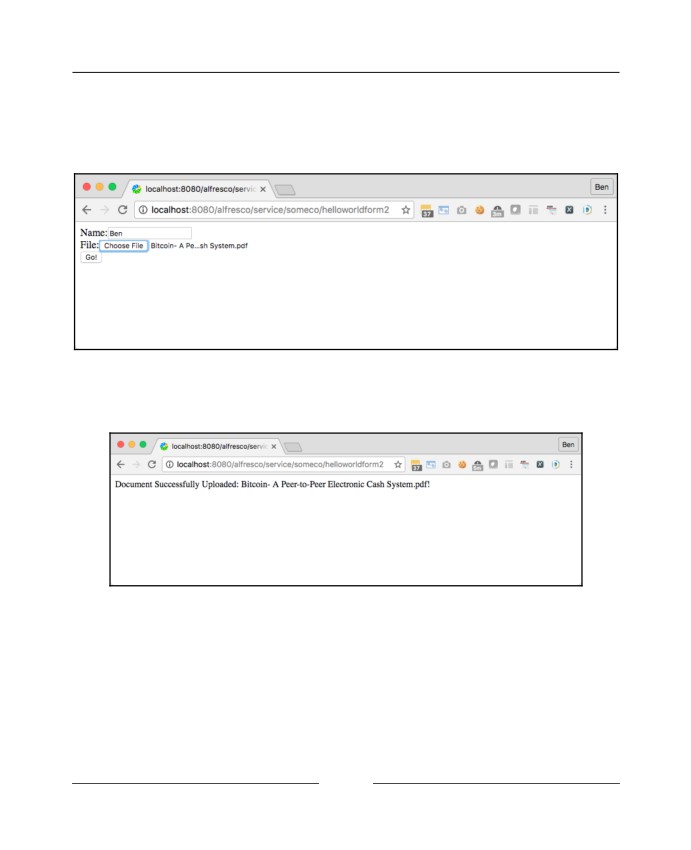 localhost:8080/alfresco/servic
Ben
localhost:8080/alfresco/service/someco/helloworldform2
37
3m
Name: Ben
File: Choose File Bitcoin- A Pe...sh System.pdf
Go!
localhost:8080/alfresco/servic
Ben
localhost:8080/alfresco/service/someco/helloworldform2
37
3m
Document Successfully Uploaded: Bitcoin- A Peer-to-Peer Electronic Cash System.pdf!